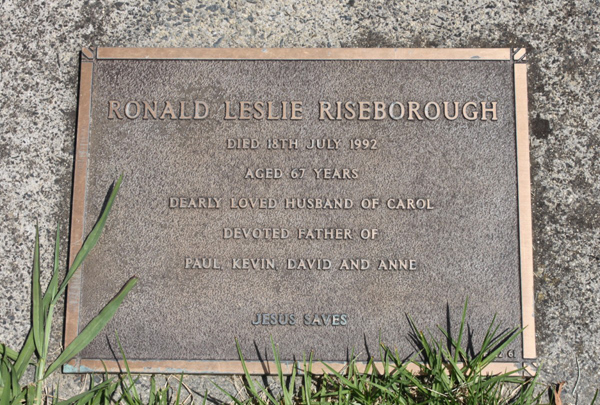 RONALD LESLIE RISEBOROUGH
DIED 18TH JULY 1992
AGED 67 YEARS
DEARLY LOVED HUSBAND OF CAROL
DEVOTED FATHER OF
PAUL, KEVIN, DAVID AND ANNE
JESUS SAVES